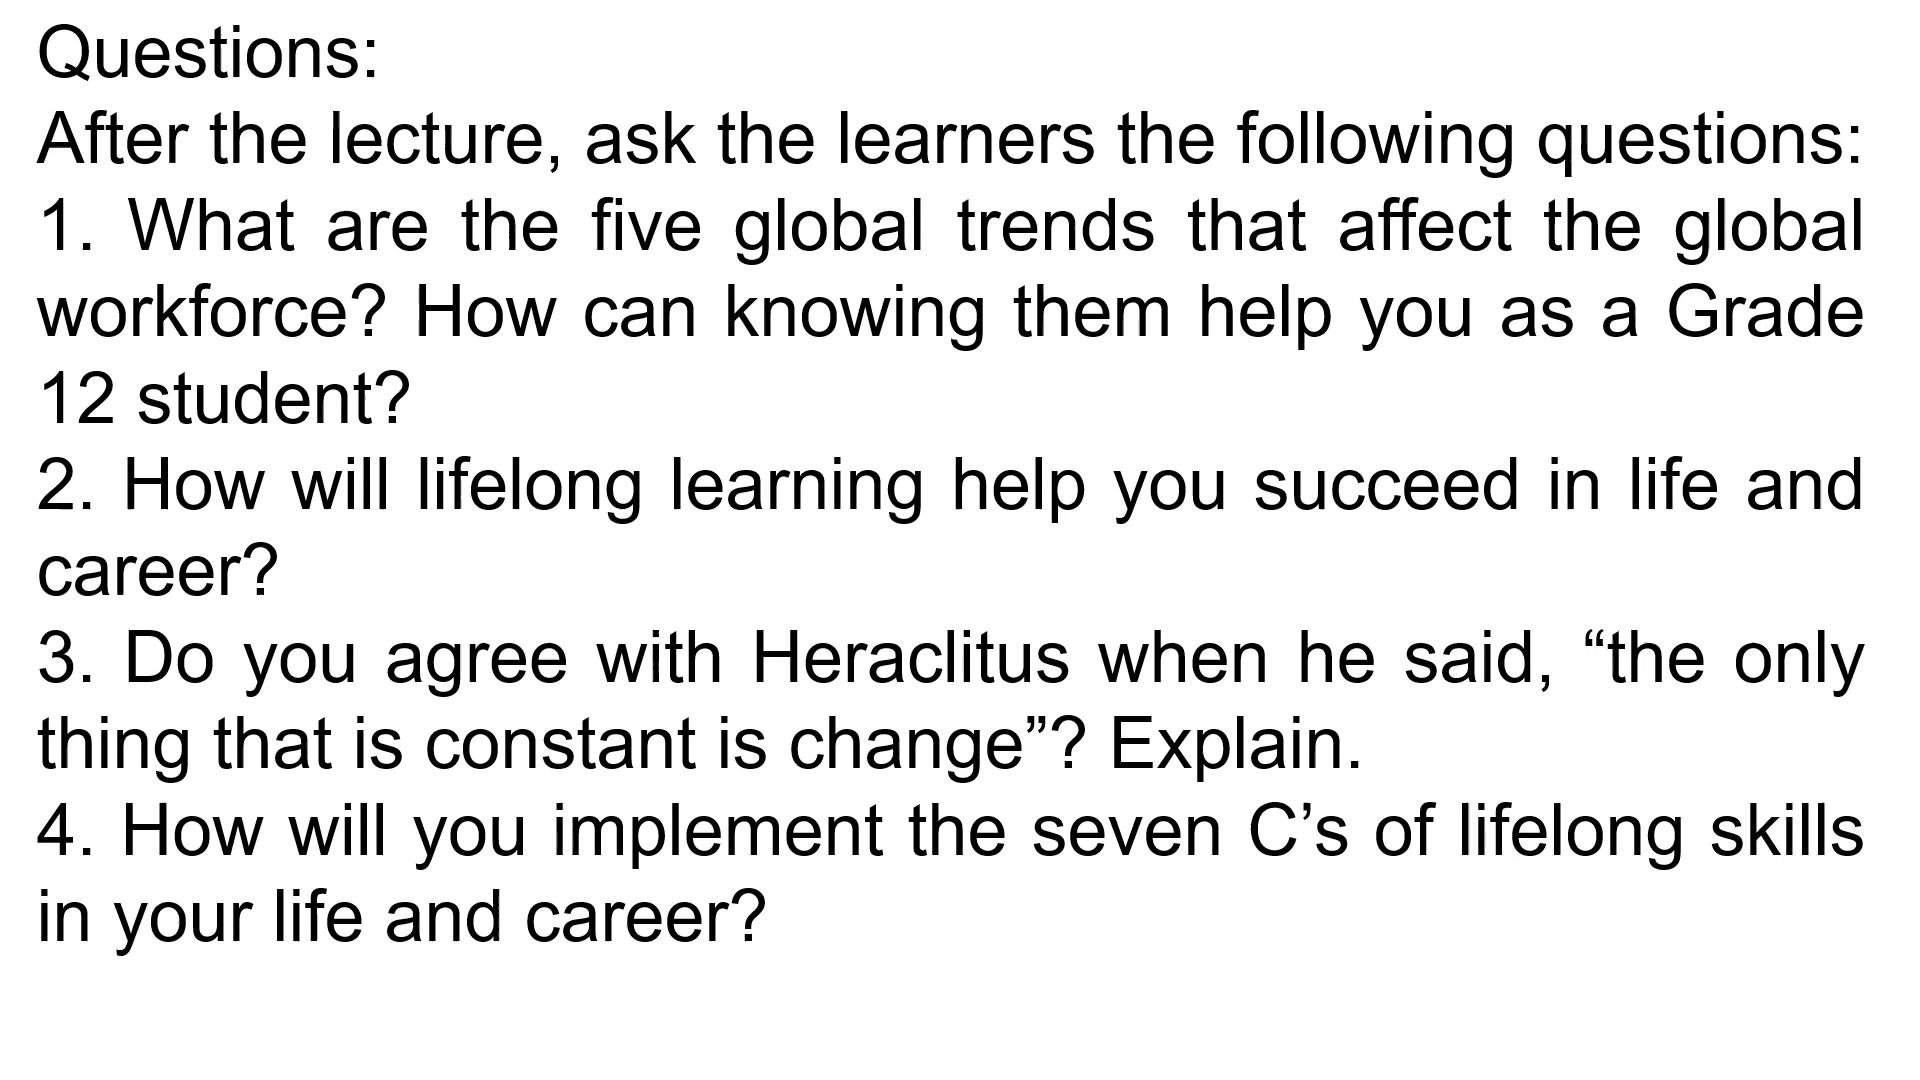 Questions:
After the lecture, ask the learners the following questions:
1. What are the five global trends that affect the global
workforce? How can knowing them help you as a Grade
12 student?
2. How will lifelong learning help you succeed in life and
career?
3. Do you agree with Heraclitus when he said, “the only
thing that is constant is change”? Explain.
4. How will you implement the seven C’s of lifelong skills
in your life and career?